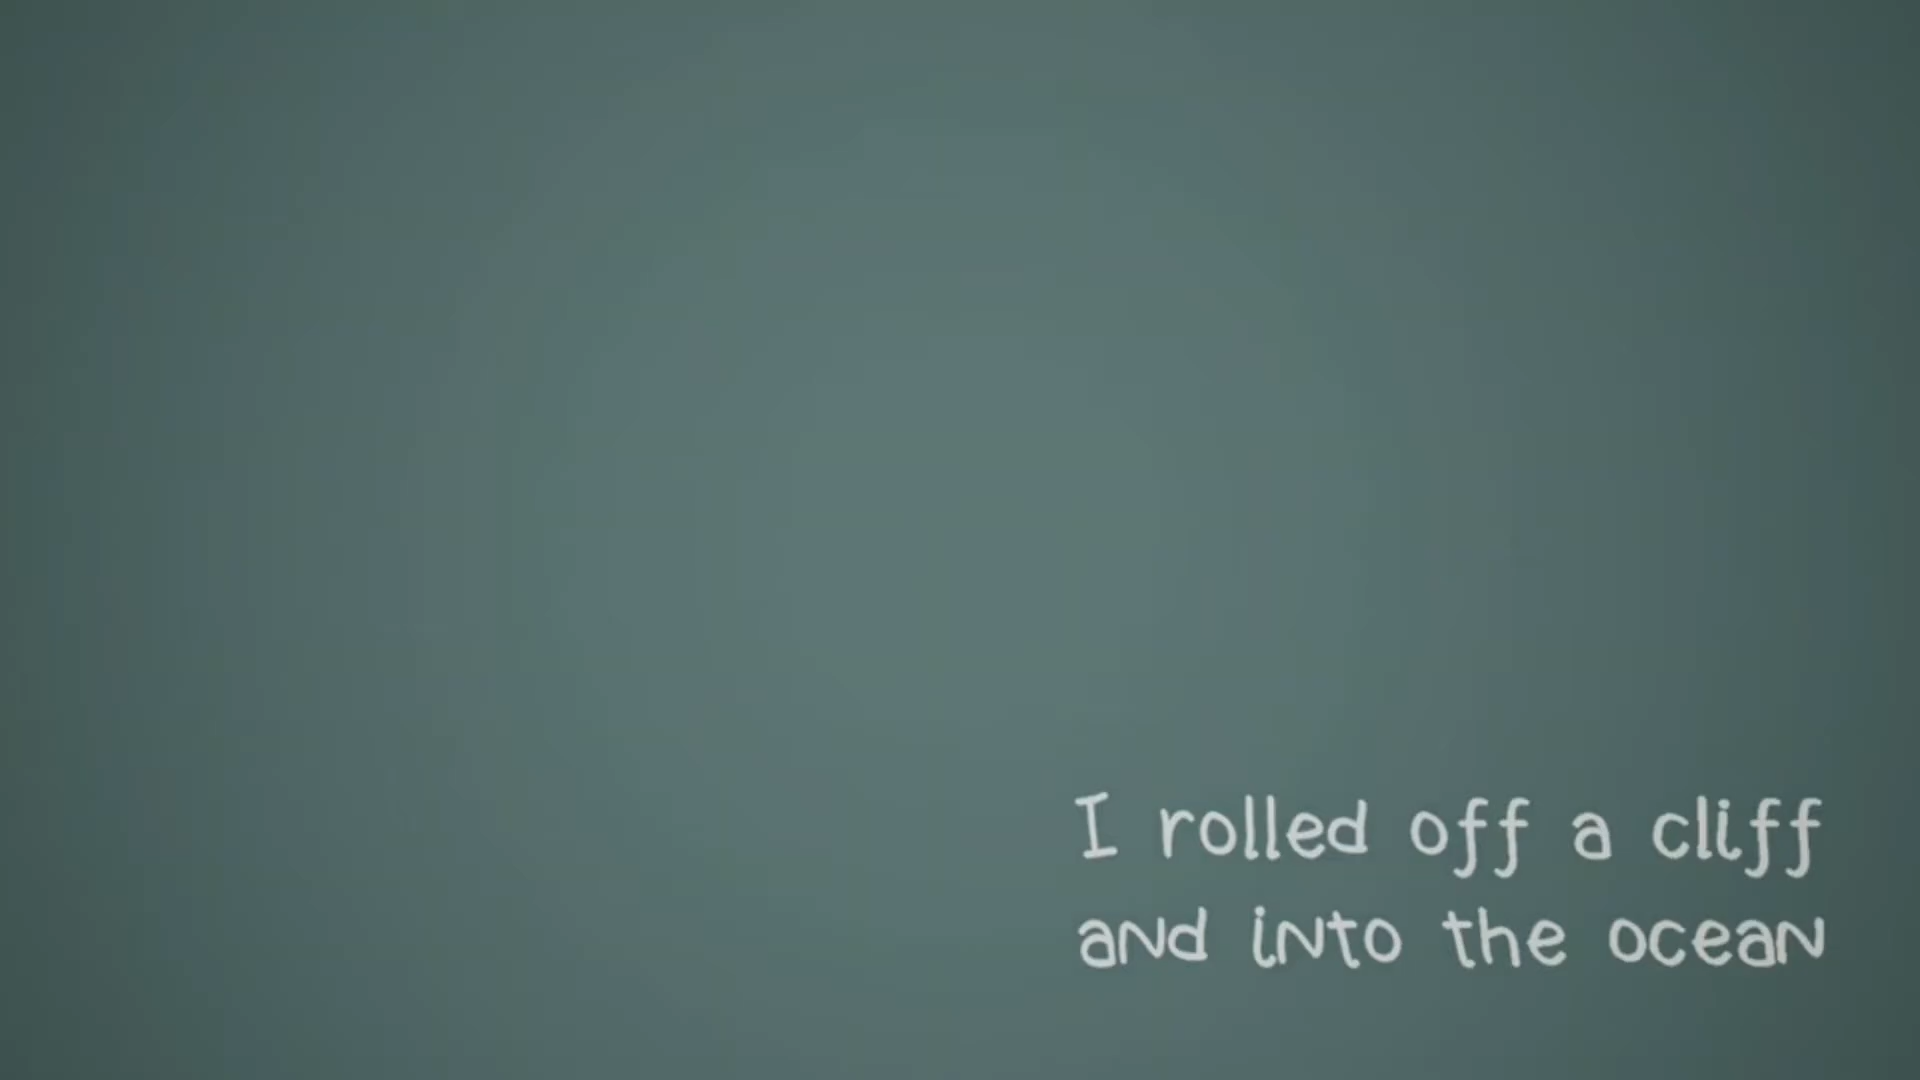 I rolled off a cliff
and into the ocean